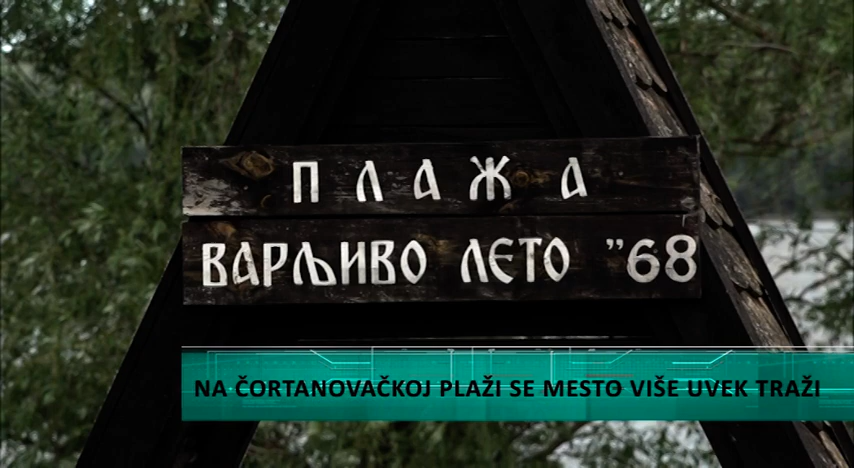 ПЛАЖА
ВАРЉИВО ЛЕТО "68
NA ČORTANOVAČKOJ PLAŽI SE MESTO VIŠE UVEK TRAŽI